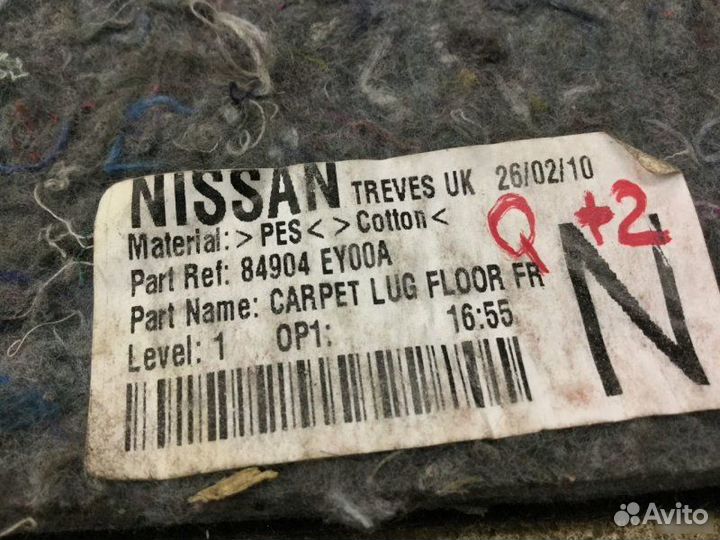 NISSAN TREVES UK 26/02/10
Material: >PES< >Cotton<
Part Ref: 84904 EY00A
Part Name: CARPET LUG FLOOR FR
Level: 1 OP1: 16:55
Q +2
N
Avito